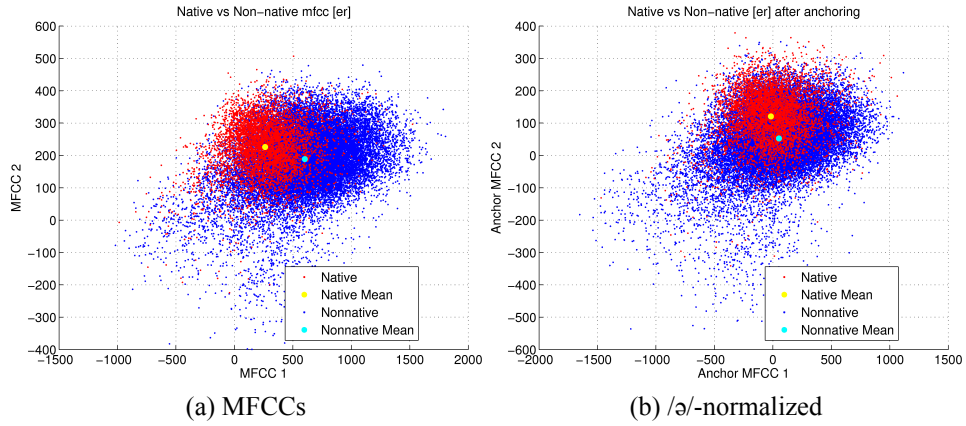 Native vs Non-native mfcc [er]
600
500
400
300
200
100
0
−100
−200
−300
−400
MFCC 2
−1500 −1000 −500 0 500 1000 1500 2000
MFCC 1
Native
Native Mean
Nonnative
Nonnative Mean
(a) MFCCs
Native vs Non-native [er] after anchoring
400
300
200
100
0
−100
−200
−300
−400
−500
−600
Anchor MFCC 2
−2000 −1500 −1000 −500 0 500 1000 1500
Anchor MFCC 1
Native
Native Mean
Nonnative
Nonnative Mean
(b) /ə/-normalized